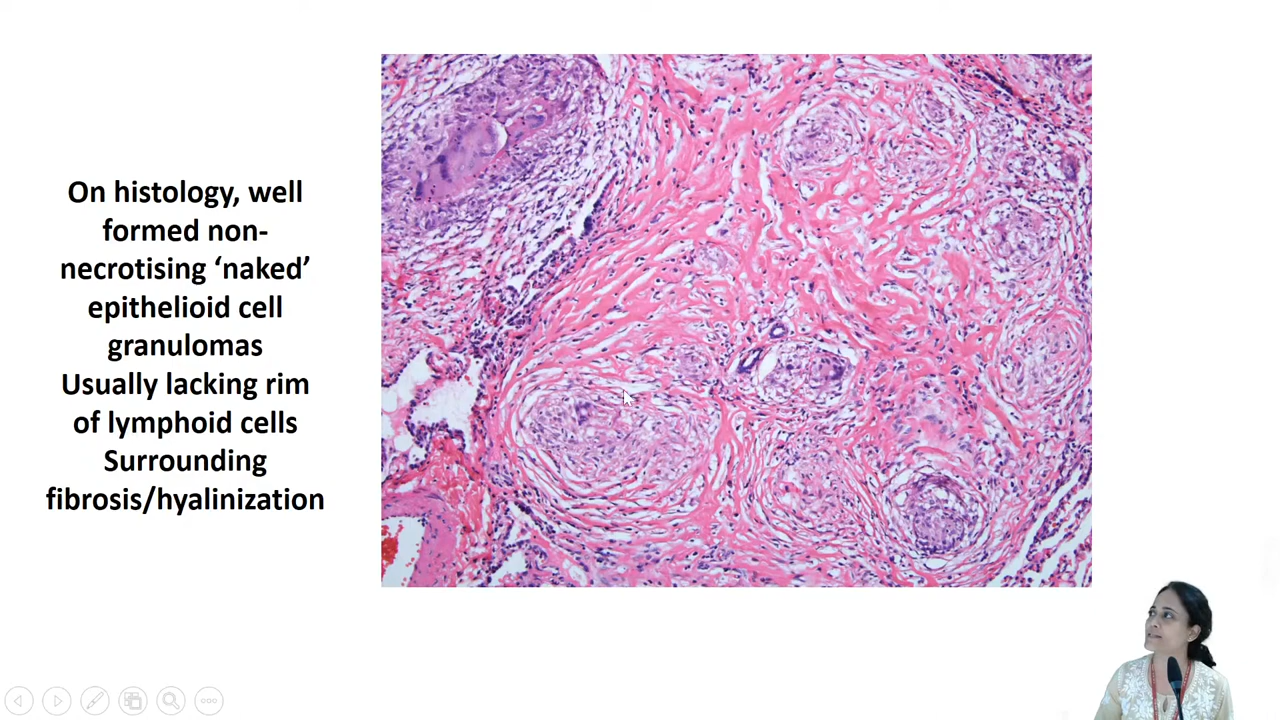 On histology, well
formed non-
necrotising ‘naked’
epithelioid cell
granulomas
Usually lacking rim
of lymphoid cells
Surrounding
fibrosis/hyalinization